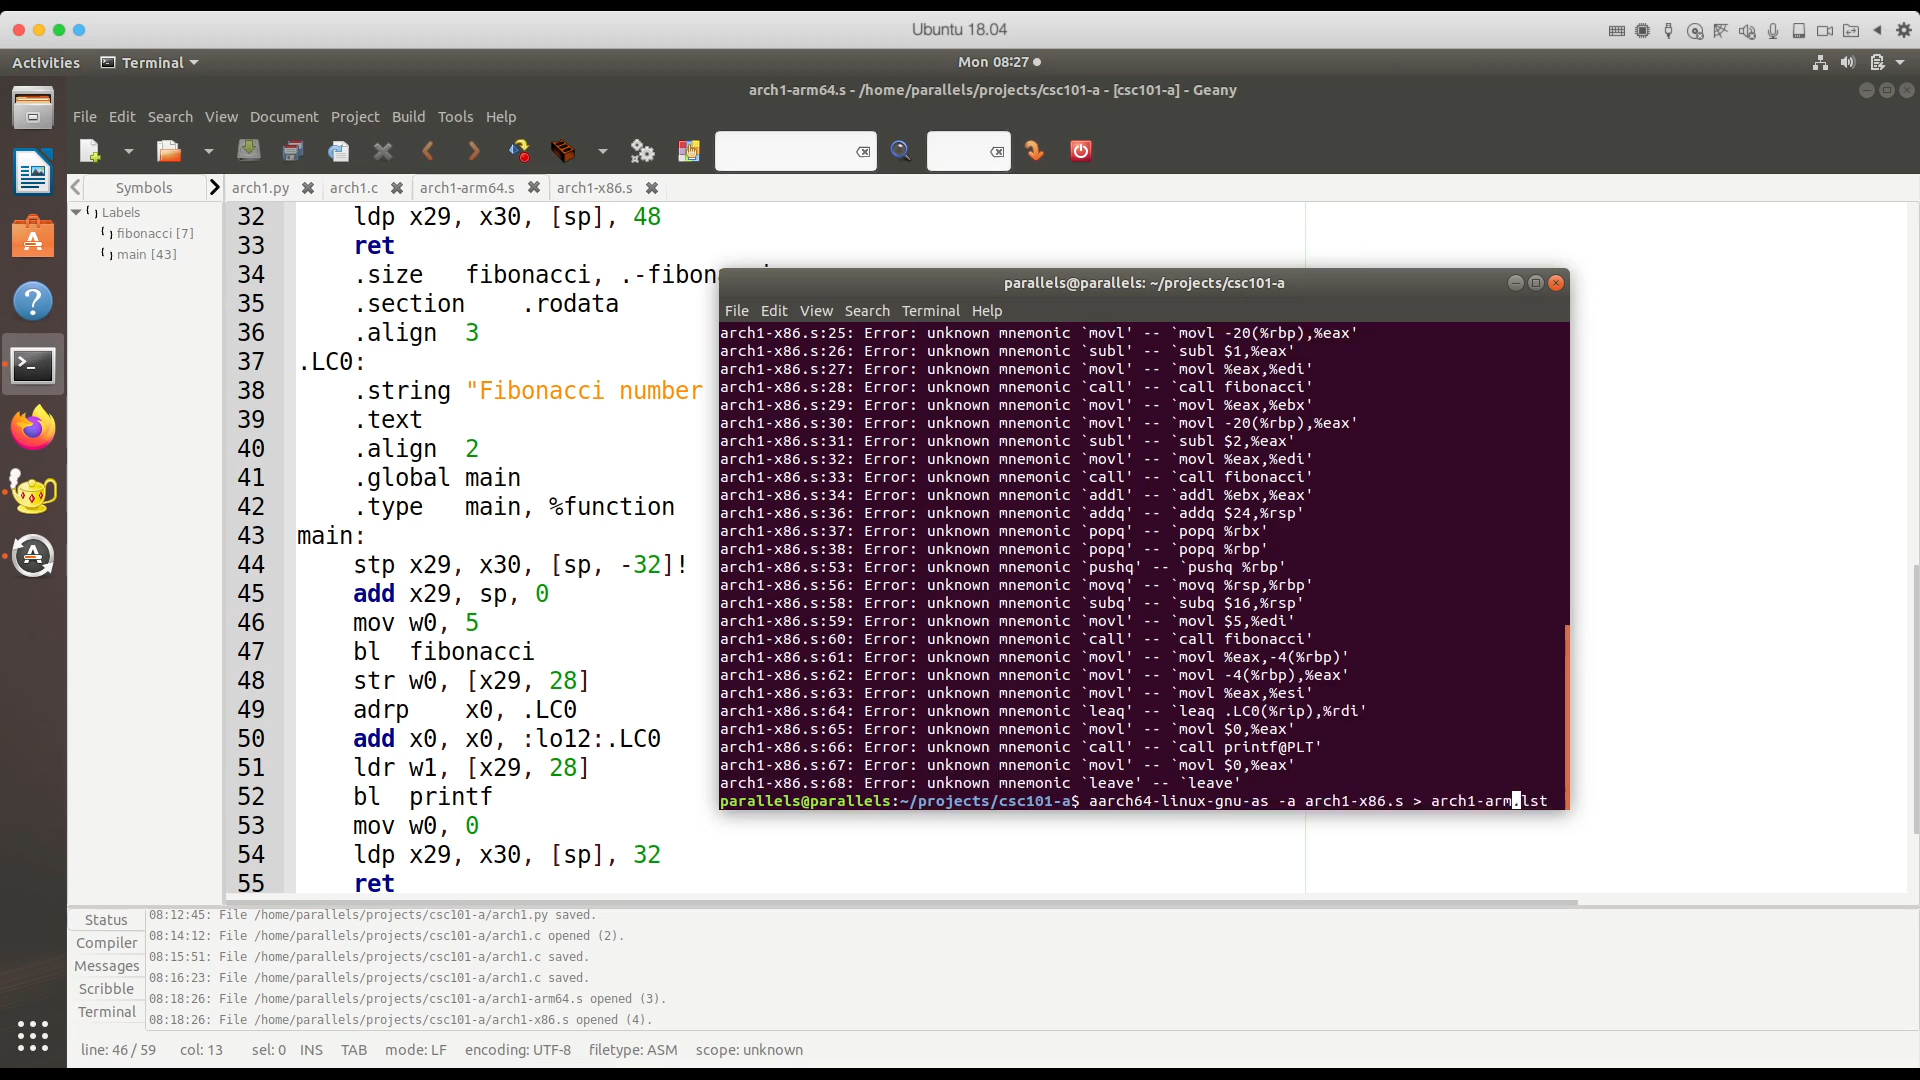 Ubuntu 18.04
Activities
Terminal
Mon 08:27
arch1-arm64.s - /home/parallels/projects/csc101-a - [csc101-a] - Geany
File Edit Search View Document Project Build Tools Help
Symbols
arch1.py
arch1.c
arch1-arm64.s
arch1-x86.s
Labels
fibonacci [7]
main [43]
32 ldp x29, x30, [sp], 48
33 ret
34 .size fibonacci, .-fibon
35 .section .rodata
36 .align 3
37 .LC0:
38 .string "Fibonacci number
39 .text
40 .align 2
41 .global main
42 .type main, %function
43 main:
44 stp x29, x30, [sp, -32]!
45 add x29, sp, 0
46 mov w0, 5
47 bl fibonacci
48 str w0, [x29, 28]
49 adrp x0, .LC0
50 add x0, x0, :lo12:.LC0
51 ldr w1, [x29, 28]
52 bl printf
53 mov w0, 0
54 ldp x29, x30, [sp], 32
55 ret
parallels@parallels: ~/projects/csc101-a
File Edit View Search Terminal Help
arch1-x86.s:25: Error: unknown mnemonic `movl' -- `movl -20(%rbp),%eax'
arch1-x86.s:26: Error: unknown mnemonic `subl' -- `subl $1,%eax'
arch1-x86.s:27: Error: unknown mnemonic `movl' -- `movl %eax,%edi'
arch1-x86.s:28: Error: unknown mnemonic `call' -- `call fibonacci'
arch1-x86.s:29: Error: unknown mnemonic `movl' -- `movl %eax,%ebx'
arch1-x86.s:30: Error: unknown mnemonic `movl' -- `movl -20(%rbp),%eax'
arch1-x86.s:31: Error: unknown mnemonic `subl' -- `subl $2,%eax'
arch1-x86.s:32: Error: unknown mnemonic `movl' -- `movl %eax,%edi'
arch1-x86.s:33: Error: unknown mnemonic `call' -- `call fibonacci'
arch1-x86.s:34: Error: unknown mnemonic `addl' -- `addl %ebx,%eax'
arch1-x86.s:36: Error: unknown mnemonic `addq' -- `addq $24,%rsp'
arch1-x86.s:37: Error: unknown mnemonic `popq' -- `popq %rbx'
arch1-x86.s:38: Error: unknown mnemonic `popq' -- `popq %rbp'
arch1-x86.s:53: Error: unknown mnemonic `pushq' -- `pushq %rbp'
arch1-x86.s:56: Error: unknown mnemonic `movq' -- `movq %rsp,%rbp'
arch1-x86.s:58: Error: unknown mnemonic `subq' -- `subq $16,%rsp'
arch1-x86.s:59: Error: unknown mnemonic `movl' -- `movl $5,%edi'
arch1-x86.s:60: Error: unknown mnemonic `call' -- `call fibonacci'
arch1-x86.s:61: Error: unknown mnemonic `movl' -- `movl %eax,-4(%rbp)'
arch1-x86.s:62: Error: unknown mnemonic `movl' -- `movl -4(%rbp),%eax'
arch1-x86.s:63: Error: unknown mnemonic `movl' -- `movl %eax,%esi'
arch1-x86.s:64: Error: unknown mnemonic `leaq' -- `leaq .LC0(%rip),%rdi'
arch1-x86.s:65: Error: unknown mnemonic `movl' -- `movl $0,%eax'
arch1-x86.s:66: Error: unknown mnemonic `call' -- `call printf@PLT'
arch1-x86.s:67: Error: unknown mnemonic `movl' -- `movl $0,%eax'
arch1-x86.s:68: Error: unknown mnemonic `leave' -- `leave'
parallels@parallels:~/projects/csc101-a$ aarch64-linux-gnu-as -a arch1-x86.s > arch1-arm.lst
Status
Compiler
Messages
Scribble
Terminal
08:12:45: File /home/parallels/projects/csc101-a/arch1.py saved.
08:14:12: File /home/parallels/projects/csc101-a/arch1.c opened (2).
08:15:51: File /home/parallels/projects/csc101-a/arch1.c saved.
08:16:23: File /home/parallels/projects/csc101-a/arch1.c saved.
08:18:26: File /home/parallels/projects/csc101-a/arch1-arm64.s opened (3).
08:18:26: File /home/parallels/projects/csc101-a/arch1-x86.s opened (4).
line: 46 / 59 col: 13 sel: 0 INS TAB mode: LF encoding: UTF-8 filetype: ASM scope: unknown